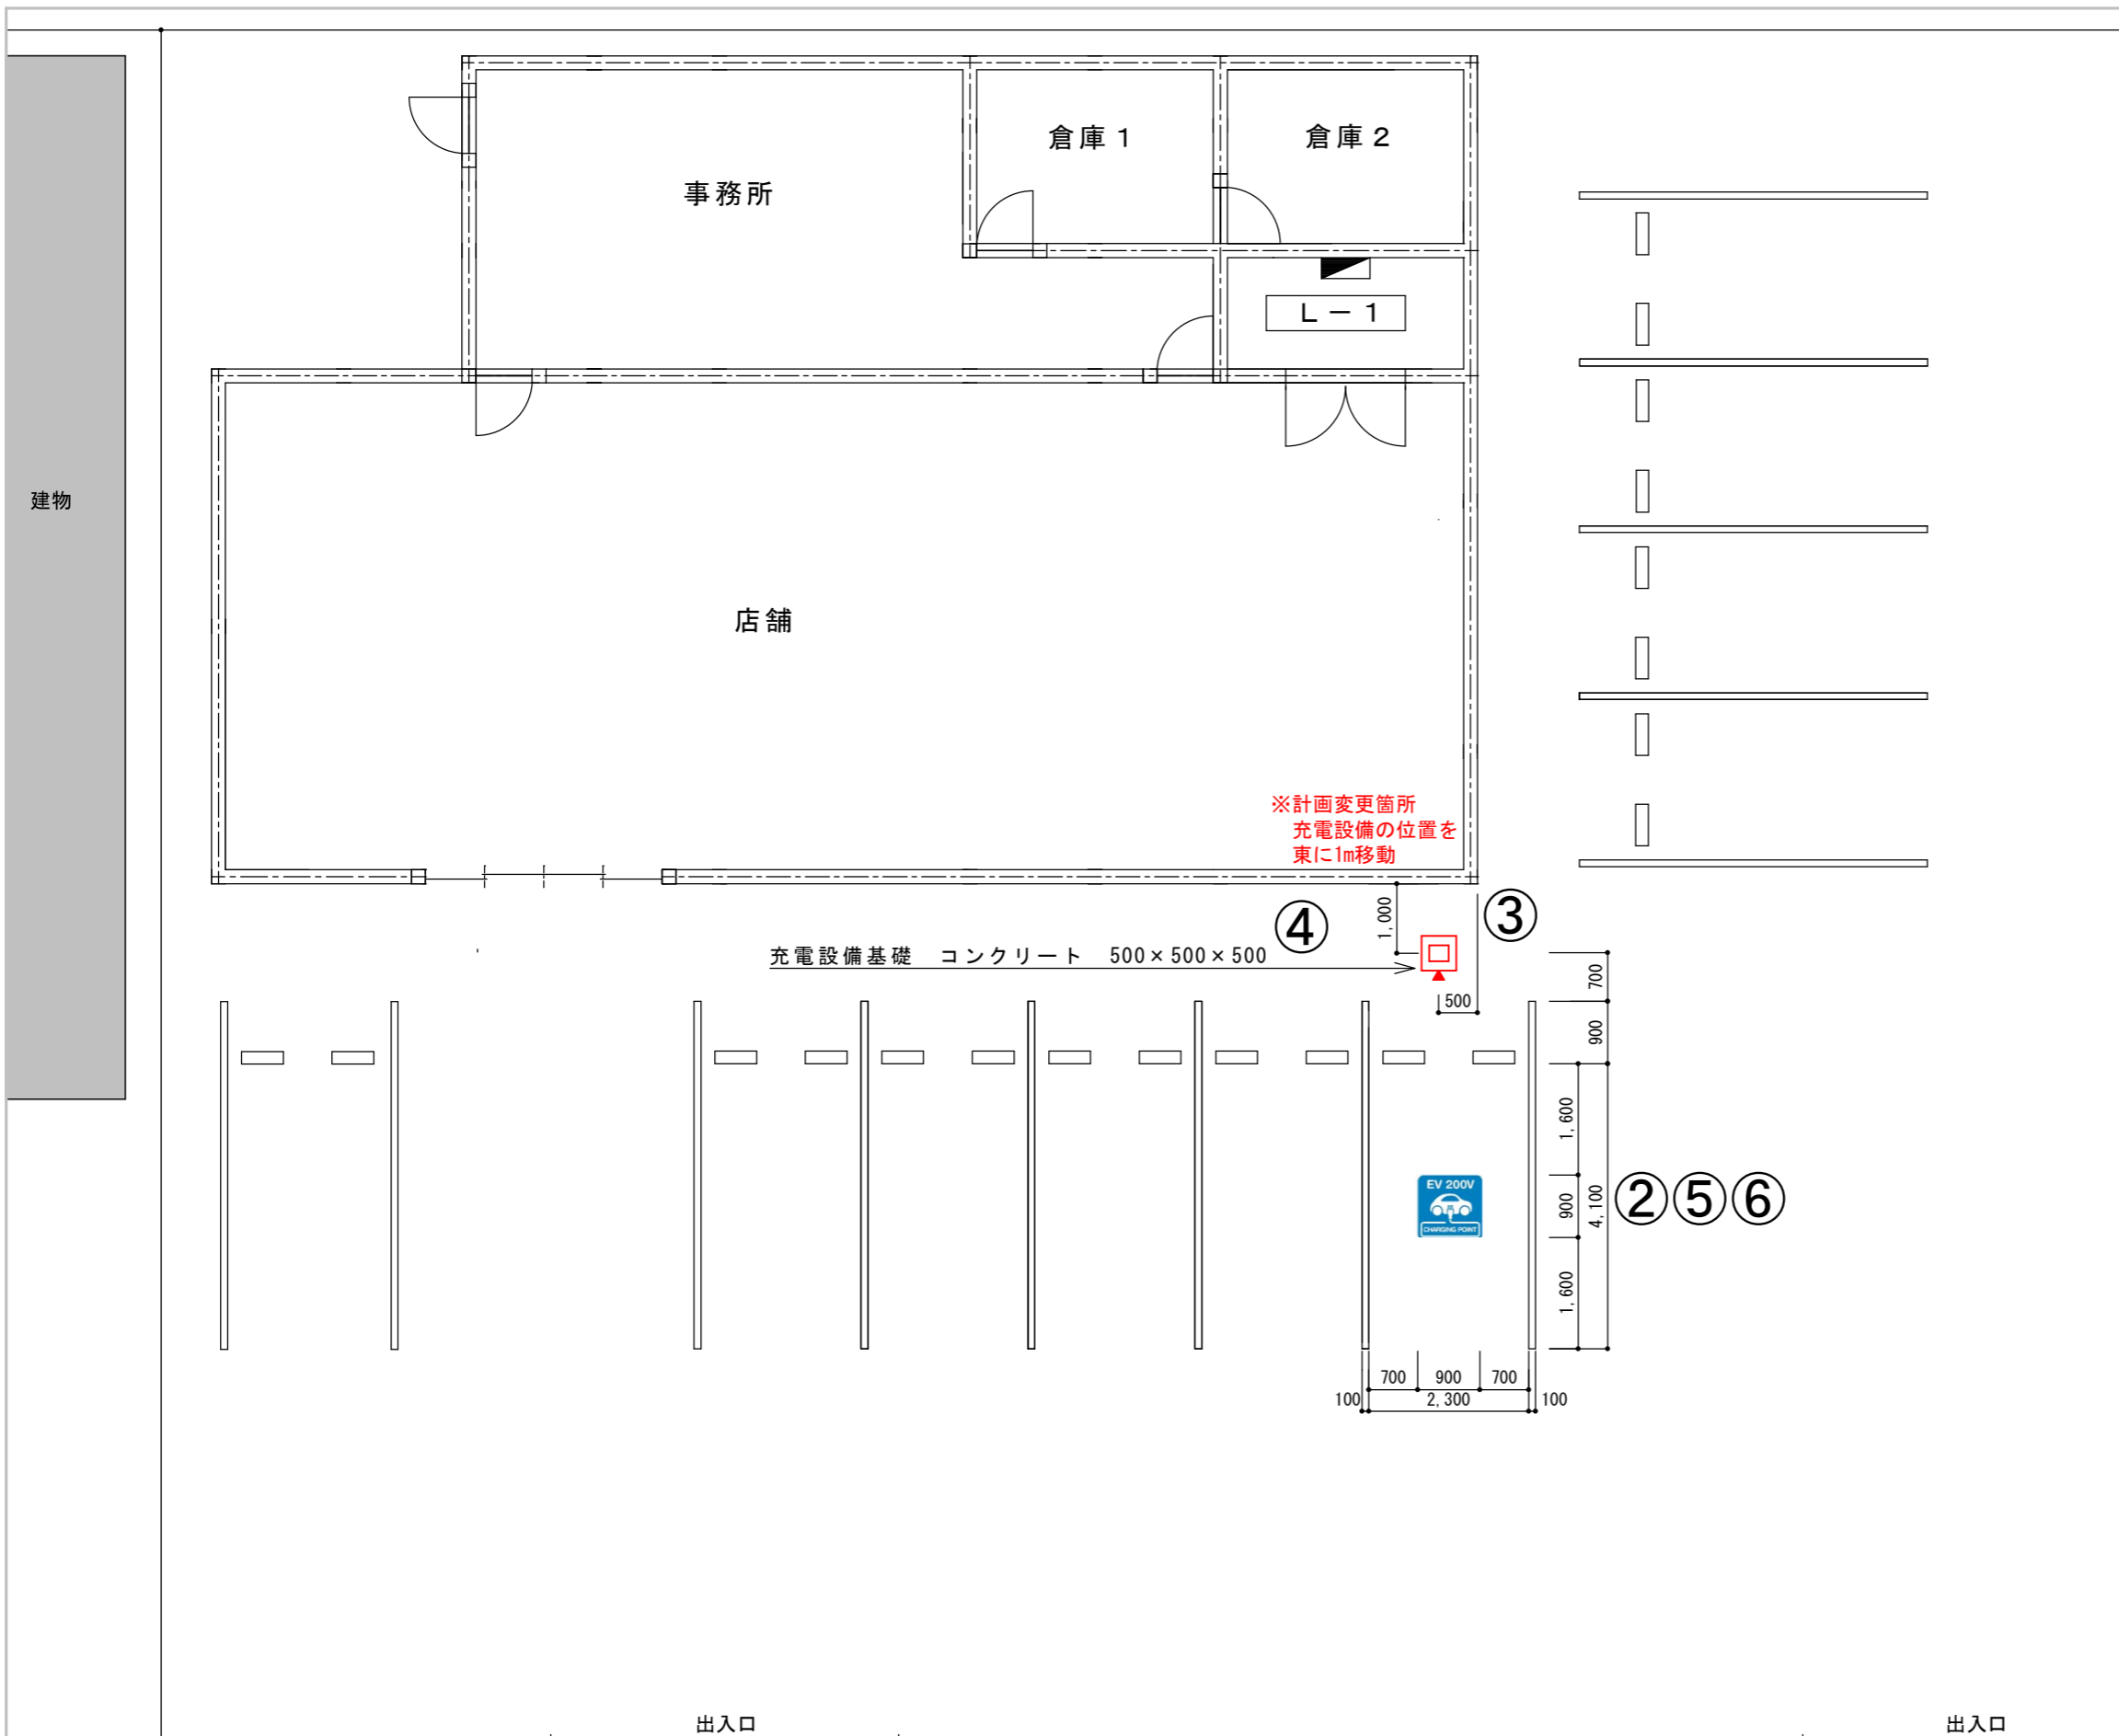 倉庫１
倉庫２
事務所
Ｌ－１
建物
店舗
※計画変更箇所
充電設備の位置を
東に1m移動
④
1,000
③
充電設備基礎　コンクリート　500×500×500
700
500
900
1,600
EV 200V
CHARGING POINT
900
4,100
②⑤⑥
1,600
700
900
700
100
2,300
100
出入口
出入口